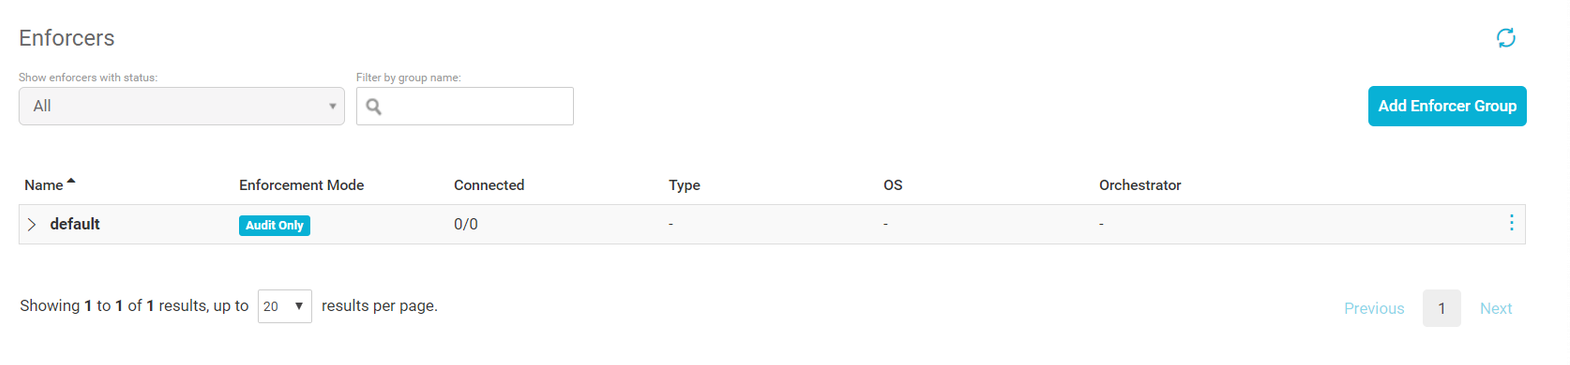 Enforcers
Show enforcers with status:
Filter by group name:
All
Add Enforcer Group
Name Enforcement Mode Connected Type OS Orchestrator
default Audit Only 0/0 - - -
Showing 1 to 1 of 1 results, up to 20 results per page.
Previous 1 Next